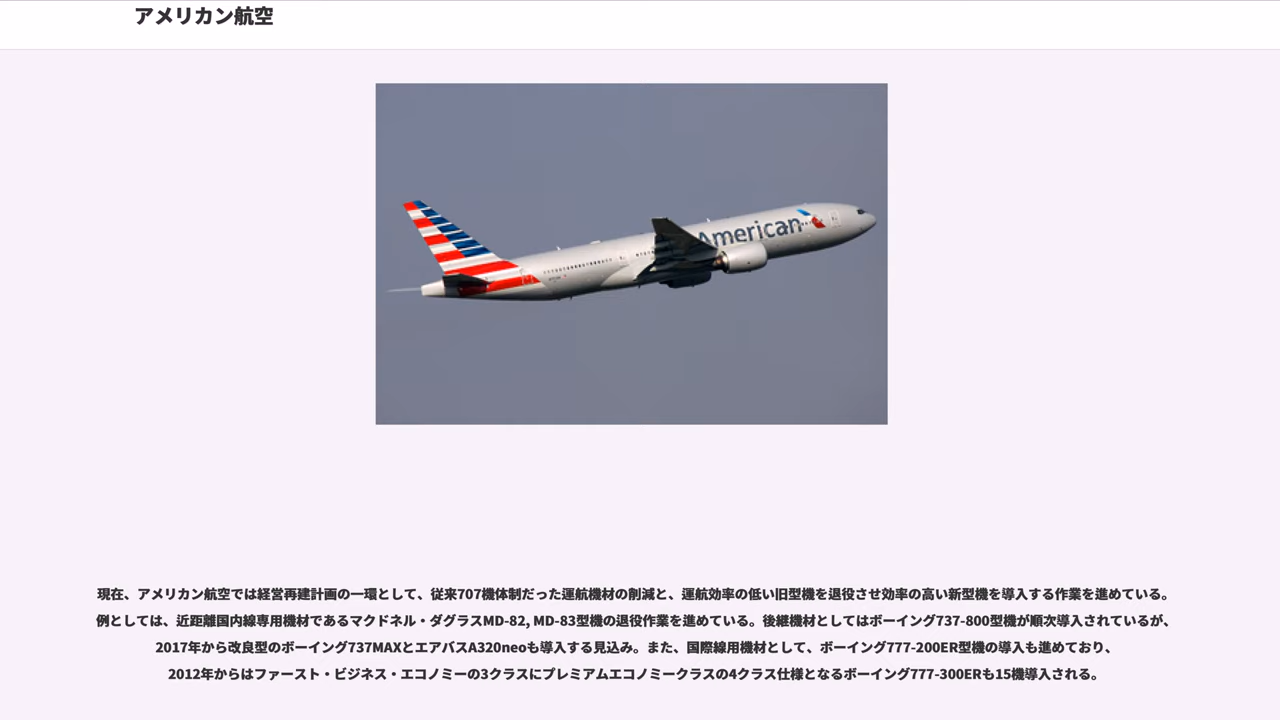 アメリカン航空
American
現在、アメリカン航空では経営再建計画の一環として、従来707機体制だった運航機材の削減と、運航効率の低い旧型機を退役させ効率の高い新型機を導入する作業を進めている。
例としては、近距離国内線専用機材であるマクドネル・ダグラスMD-82, MD-83型機の退役作業を進めている。後継機材としてはボーイング737-800型機が順次導入されているが、
2017年から改良型のボーイング737MAXとエアバスA320neoも導入する見込み。また、国際線用機材として、ボーイング777-200ER型機の導入も進めており、
2012年からはファースト・ビジネス・エコノミーの3クラスにプレミアムエコノミークラスの4クラス仕様となるボーイング777-300ERも15機導入される。